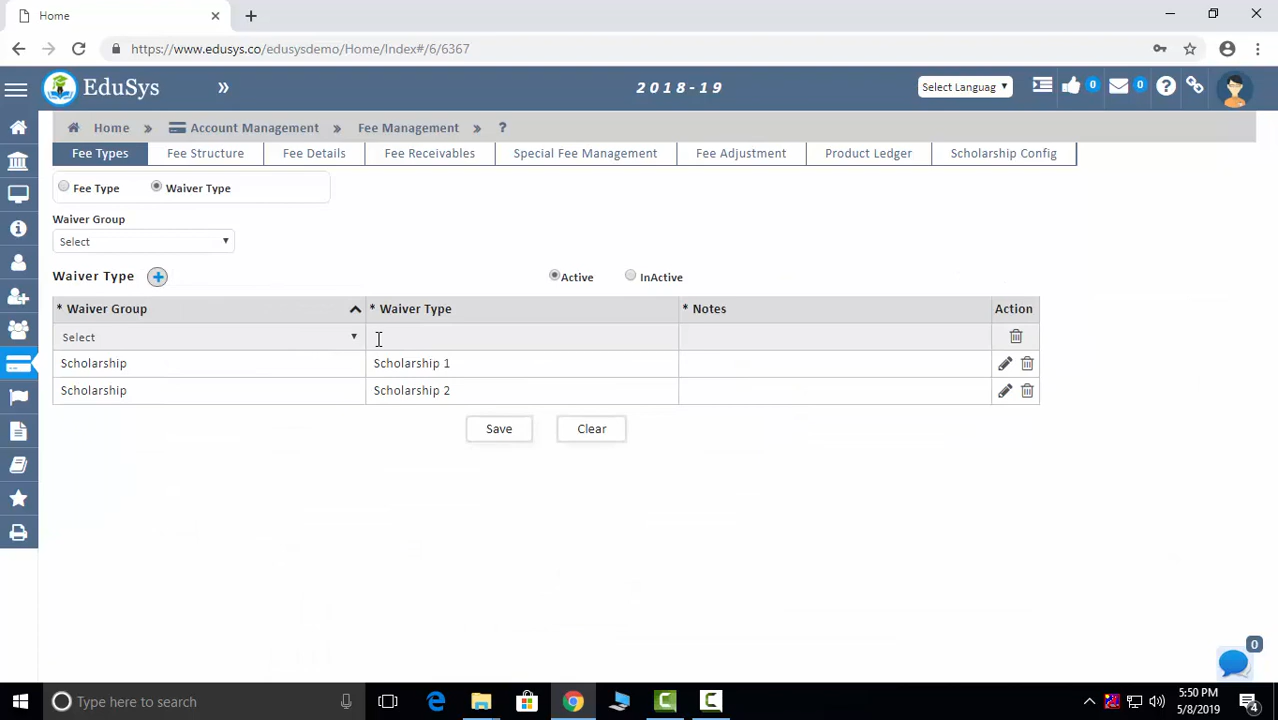 Home
https://www.edusys.co/edusysdemo/Home/Index#/6/6367
EduSys » 2018-19 Select Languag 0 0
Home » Account Management » Fee Management » ?
Fee Types Fee Structure Fee Details Fee Receivables Special Fee Management Fee Adjustment Product Ledger Scholarship Config
Fee Type Waiver Type
Waiver Group
Select
Waiver Type Active InActive
* Waiver Group * Waiver Type * Notes Action
Select
Scholarship Scholarship 1
Scholarship Scholarship 2
Save Clear
0
Type here to search
5:50 PM
5/8/2019
4